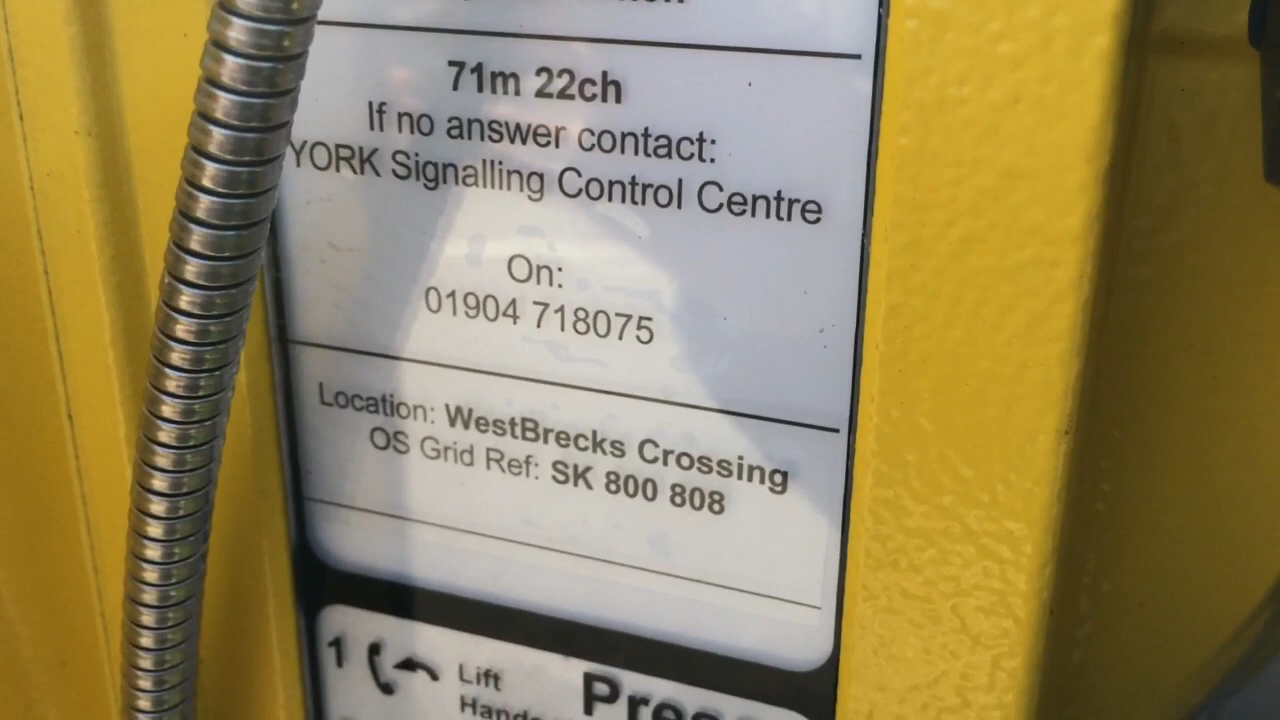 71m 22ch
If no answer contact:
YORK Signalling Control Centre
On:
01904 718075
Location: WestBrecks Crossing
OS Grid Ref: SK 800 808
1 Lift